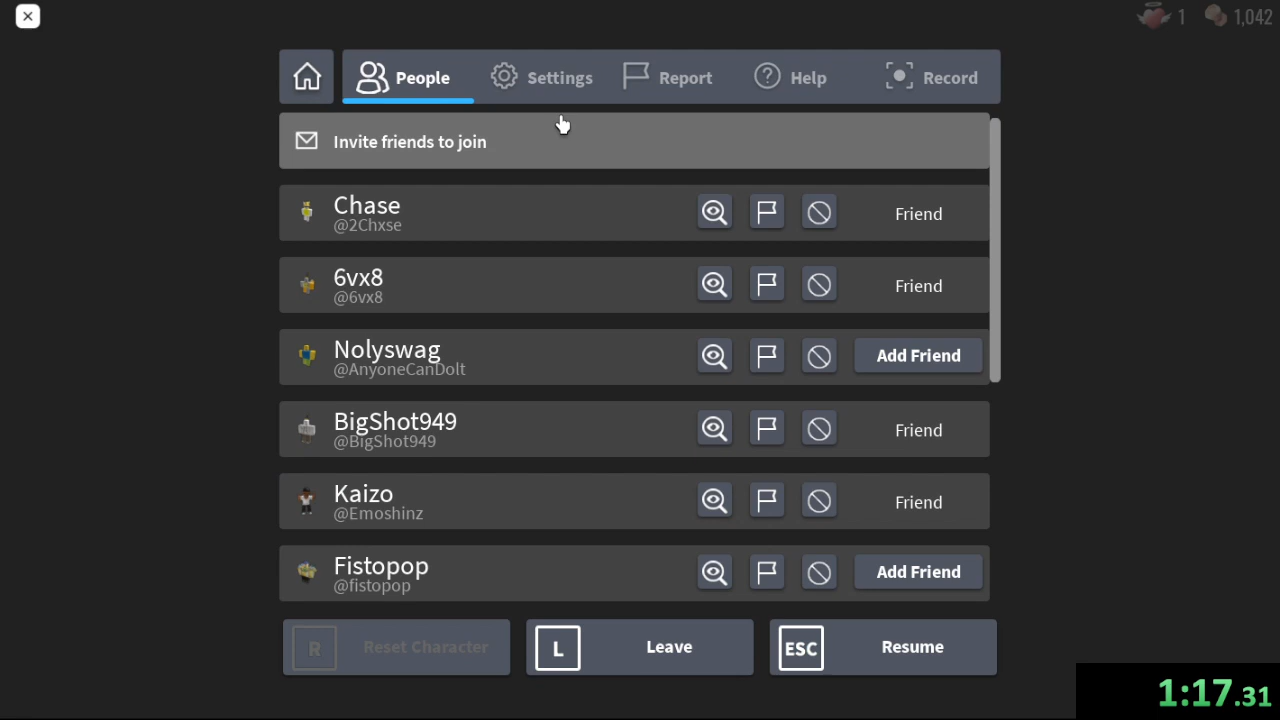 1 1,042
People Settings Report Help Record
Invite friends to join
Chase
@2Chxse
Friend
6vx8
@6vx8
Friend
Nolyswag
@AnyoneCanDolt
Add Friend
BigShot949
@BigShot949
Friend
Kaizo
@Emoshinz
Friend
Fistopop
@fistopop
Add Friend
R Reset Character L Leave ESC Resume
1:17.31